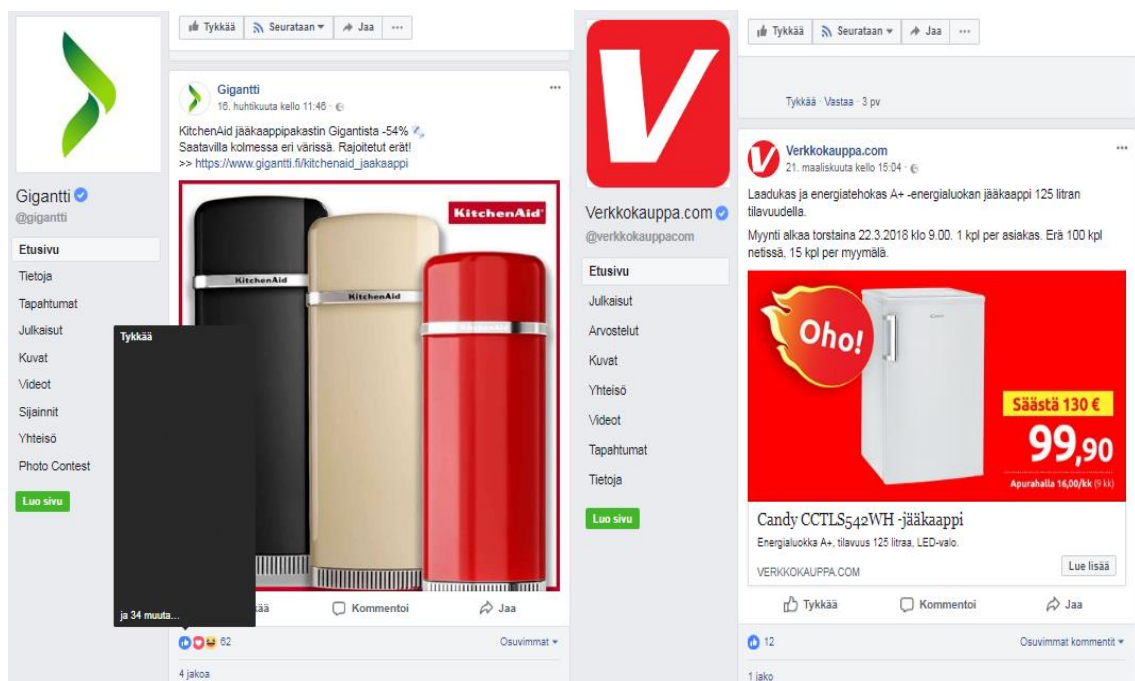 Tykkää
Seurataan
Jaa
Gigantti
@gigantti
Etusivu
Tietoja
Tapahtumat
Julkaisut
Kuvat
Videot
Sijainnit
Yhteisö
Photo Contest
Luo sivu
Gigantti
16. huhtikuuta kello 11:46
KitchenAid jääkaappipakastin Gigantista -54%
Saatavilla kolmessa eri värissä. Rajoitetut erät!
>> https://www.gigantti.fi/kitchenaid_jaakaappi
KitchenAid
KitchenAid
KitchenAid
Tykkää
ja 34 muuta...
kää
Kommentoi
Jaa
62
Osuvimmat
4 jakoa
V
Verkkokauppa.com
@verkkokauppacom
Etusivu
Julkaisut
Arvostelut
Kuvat
Yhteisö
Videot
Tapahtumat
Tietoja
Luo sivu
Tykkää
Seurataan
Jaa
Tykkää · Vastaa · 3 pv
V
Verkkokauppa.com
21. maaliskuuta kello 15:04
Laadukas ja energiatehokas A+ -energialuokan jääkaappi 125 litran
tilavuudella.
Myynti alkaa torstaina 22.3.2018 klo 9.00. 1 kpl per asiakas. Erä 100 kpl
netissä, 15 kpl per myymälä.
Oho!
Säästä 130 €
99,90
Apurahalla 16,00/kk (9 kk)
Candy CCTLS542WH -jääkaappi
Energialuokka A+, tilavuus 125 litraa, LED-valo.
VERKKOKAUPPA.COM
Lue lisää
Tykkää
Kommentoi
Jaa
12
Osuvimmat kommentit
1 jako